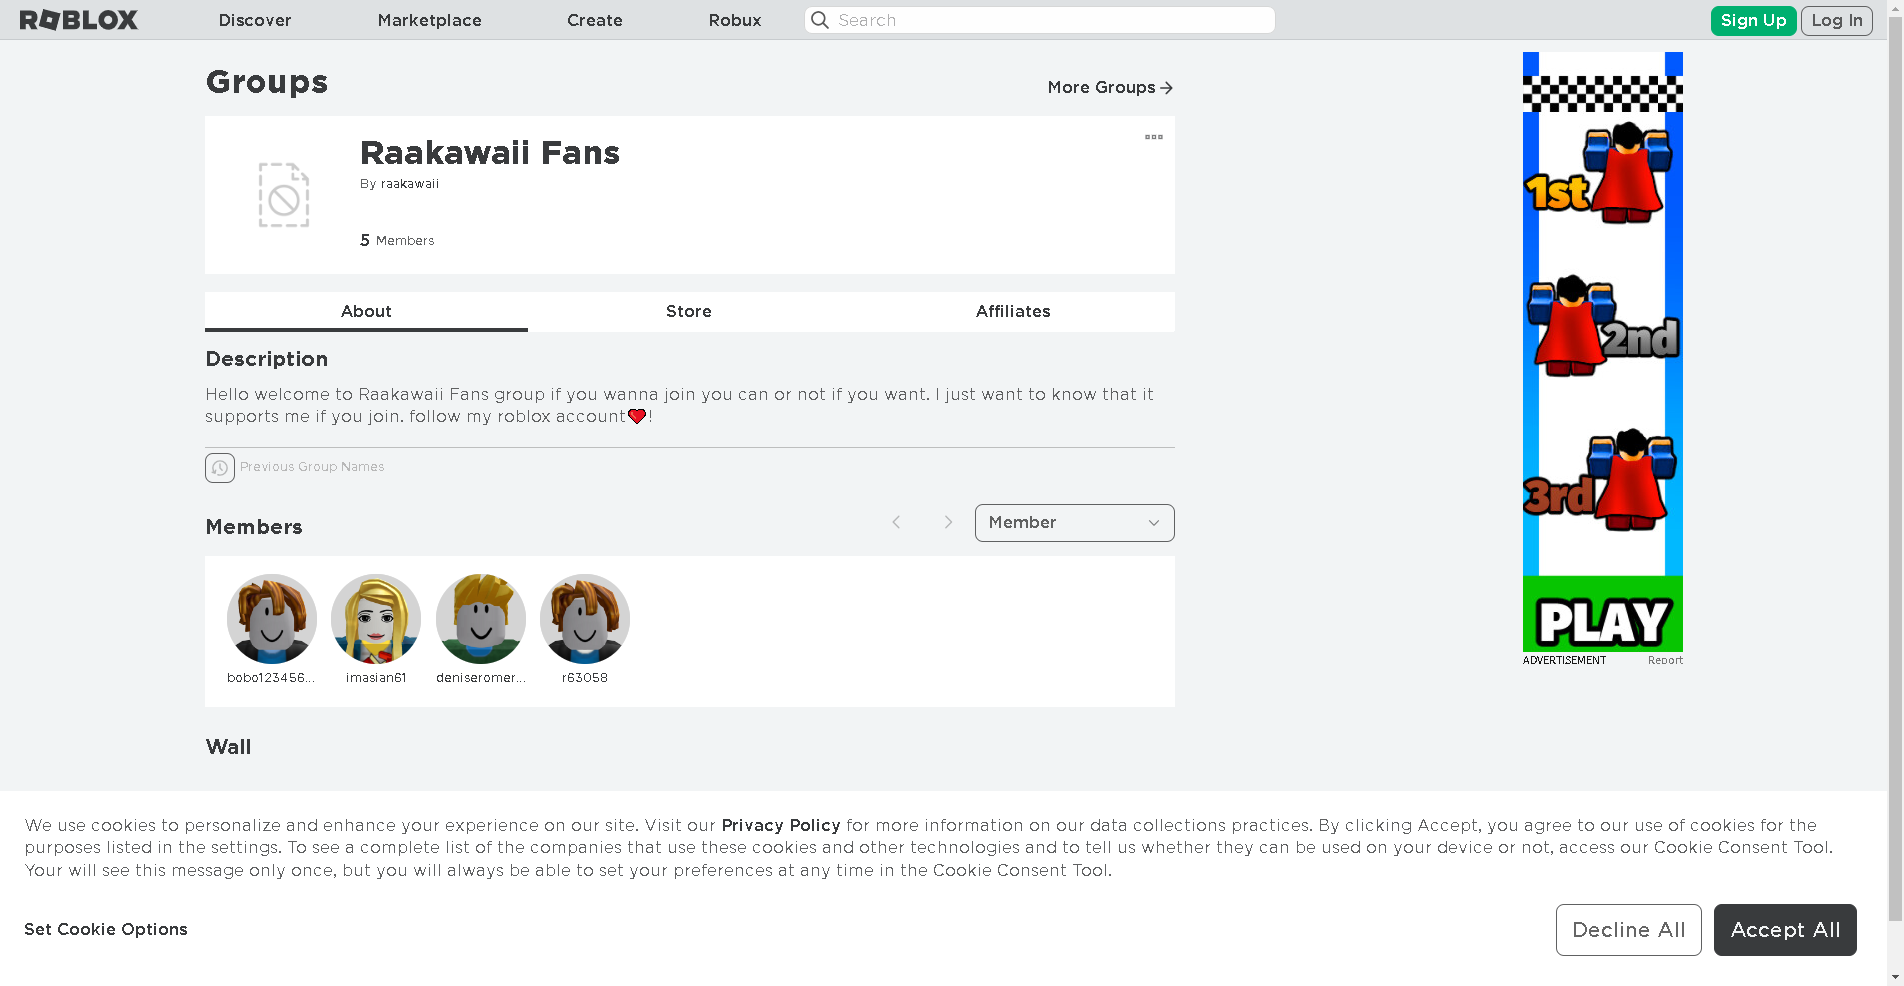 ROBLOX Discover Marketplace Create Robux Search Sign Up Log In
Groups
More Groups
Raakawaii Fans
By raakawaii
5 Members
About Store Affiliates
Description
Hello welcome to Raakawaii Fans group if you wanna join you can or not if you want. I just want to know that it
supports me if you join. follow my roblox account❤️!
Previous Group Names
Members
Member
bobo123456... imasian61 deniseromer... r63058
Wall
1st
2nd
3rd
PLAY
ADVERTISEMENT Report
We use cookies to personalize and enhance your experience on our site. Visit our Privacy Policy for more information on our data collections practices. By clicking Accept, you agree to our use of cookies for the
purposes listed in the settings. To see a complete list of the companies that use these cookies and other technologies and to tell us whether they can be used on your device or not, access our Cookie Consent Tool.
Your will see this message only once, but you will always be able to set your preferences at any time in the Cookie Consent Tool.
Set Cookie Options
Decline All Accept All